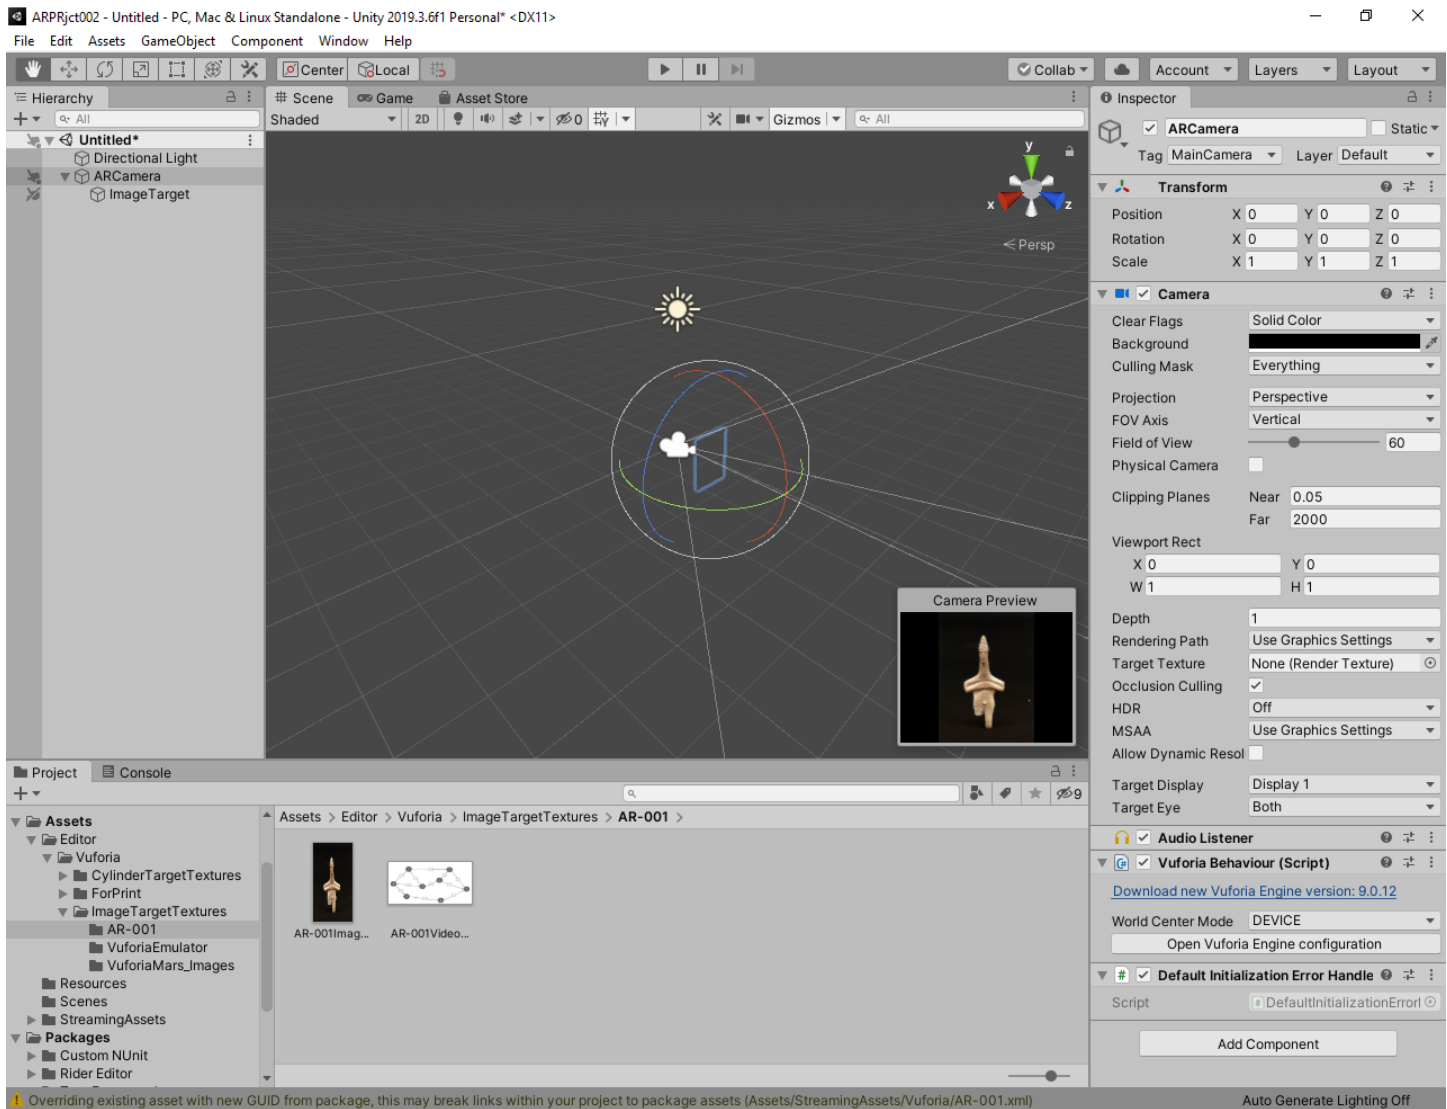 ARPRjct002 - Untitled - PC, Mac & Linux Standalone - Unity 2019.3.6f1 Personal* <DX11>
File Edit Assets GameObject Component Window Help
Center Local Collab Account Layers Layout
Hierarchy
All
Untitled*
Directional Light
ARCamera
ImageTarget
Scene Game Asset Store
Shaded 2D 0 Gizmos All
y
x z
Persp
Camera Preview
Inspector
ARCamera Static
Tag MainCamera Layer Default
Transform
Position X 0 Y 0 Z 0
Rotation X 0 Y 0 Z 0
Scale X 1 Y 1 Z 1
Camera
Clear Flags Solid Color
Background
Culling Mask Everything
Projection Perspective
FOV Axis Vertical
Field of View 60
Physical Camera
Clipping Planes Near 0.05
Far 2000
Viewport Rect
X 0 Y 0
W 1 H 1
Depth 1
Rendering Path Use Graphics Settings
Target Texture None (Render Texture)
Occlusion Culling
HDR Off
MSAA Use Graphics Settings
Allow Dynamic Resol
Target Display Display 1
Target Eye Both
Audio Listener
Vuforia Behaviour (Script)
Download new Vuforia Engine version: 9.0.12
World Center Mode DEVICE
Open Vuforia Engine configuration
# Default Initialization Error Handle
Script # DefaultInitializationErrorl
Add Component
Project Console
9
Assets
Editor
Vuforia
CylinderTargetTextures
ForPrint
ImageTargetTextures
AR-001
VuforiaEmulator
VuforiaMars_Images
Resources
Scenes
StreamingAssets
Packages
Custom NUnit
Rider Editor
Assets > Editor > Vuforia > ImageTargetTextures > AR-001 >
AR-001Imag... AR-001Video...
Overriding existing asset with new GUID from package, this may break links within your project to package assets (Assets/StreamingAssets/Vuforia/AR-001.xml)
Auto Generate Lighting Off